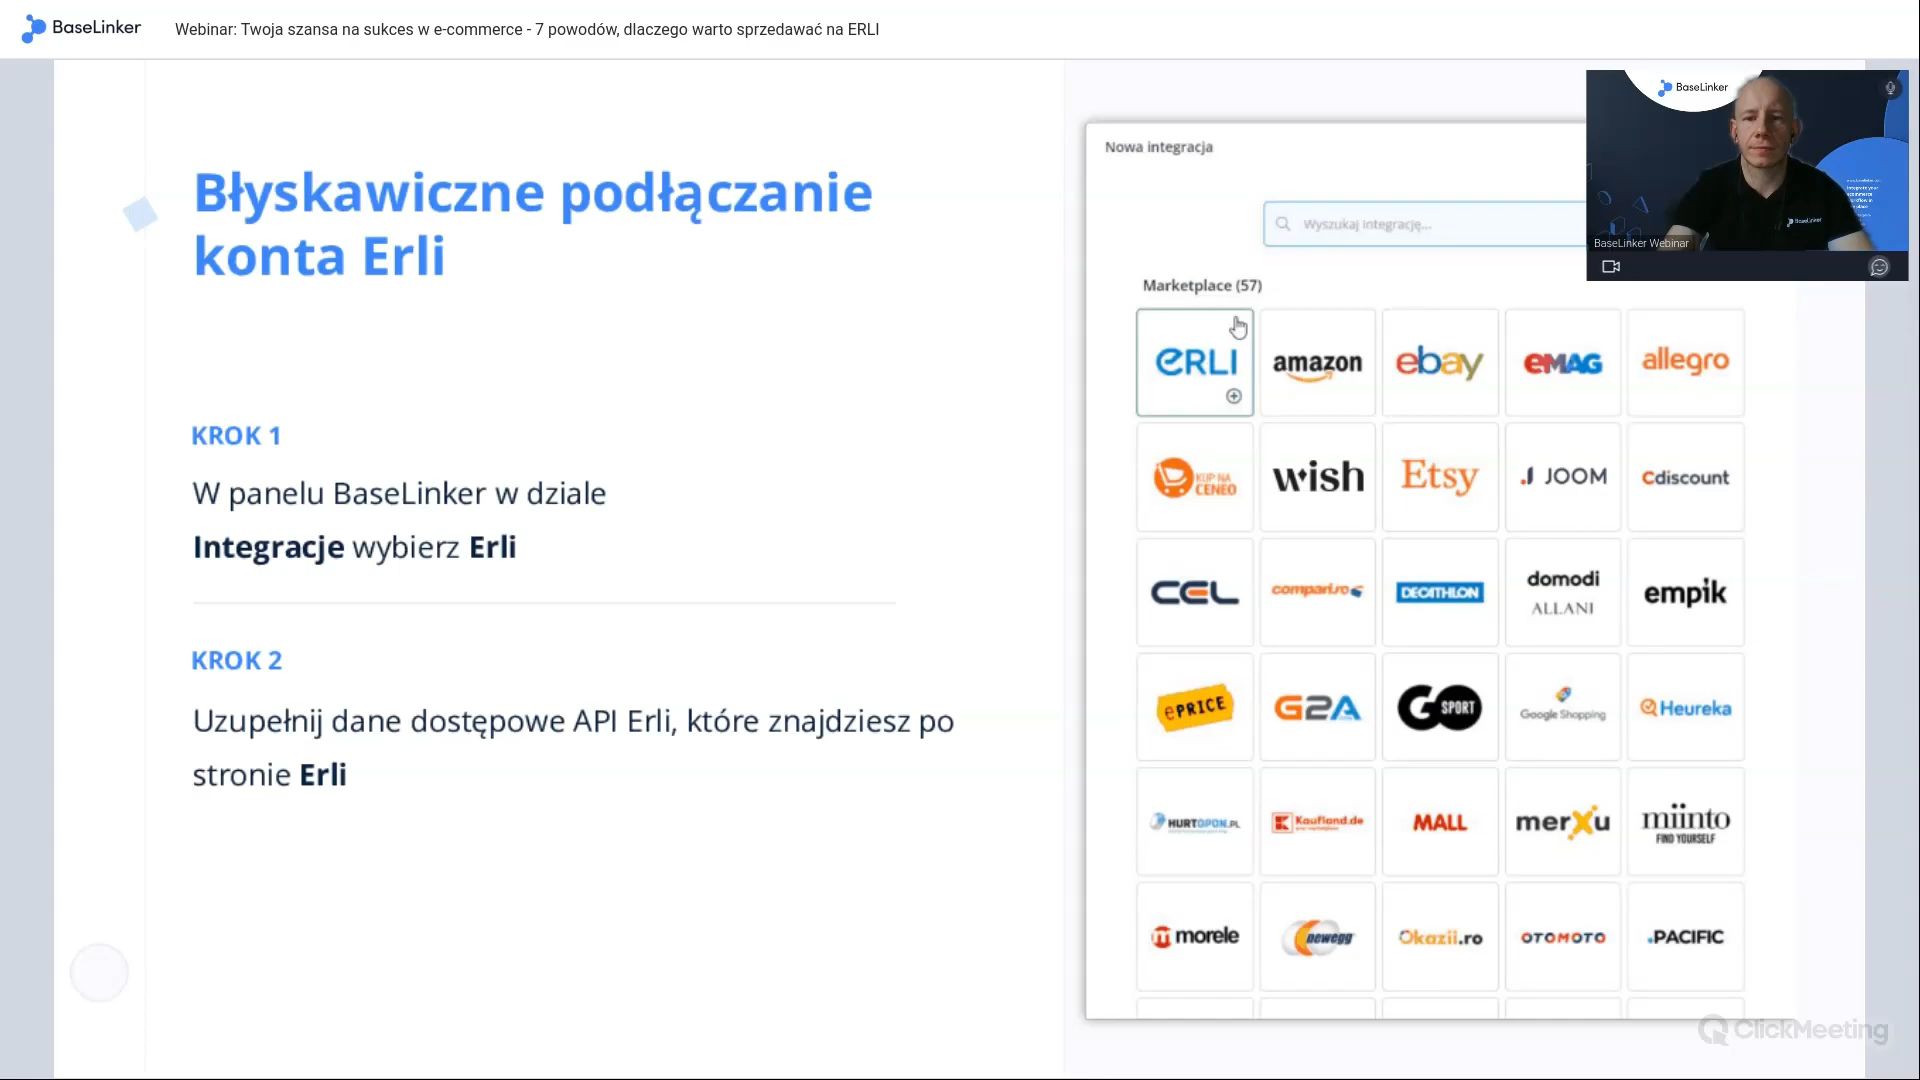 BaseLinker
Webinar: Twoja szansa na sukces w e-commerce - 7 powodów, dlaczego warto sprzedawać na ERLI
Błyskawiczne podłączanie
konta Erli
KROK 1
W panelu BaseLinker w dziale
Integracje wybierz Erli
KROK 2
Uzupełnij dane dostępowe API Erli, które znajdziesz po
stronie Erli
Nowa integracja
Wyszukaj integrację...
Marketplace (57)
ERLI
amazon
ebay
eMAG
allegro
KUP NA
CENEO
wish
Etsy
JOOM
Cdiscount
CEL
compari.ro
DECATHLON
domodi
ALLANI
empik
ePRICE
G2A
GO SPORT
Google Shopping
Heureka
HURTOPON.PL
Kaufland.de
MALL
merXu
miinto
FIND YOURSELF
morele
newegg
Okazii.ro
OTOMOTO
.PACIFIC
BaseLinker
BaseLinker
BaseLinker Webinar
ClickMeeting